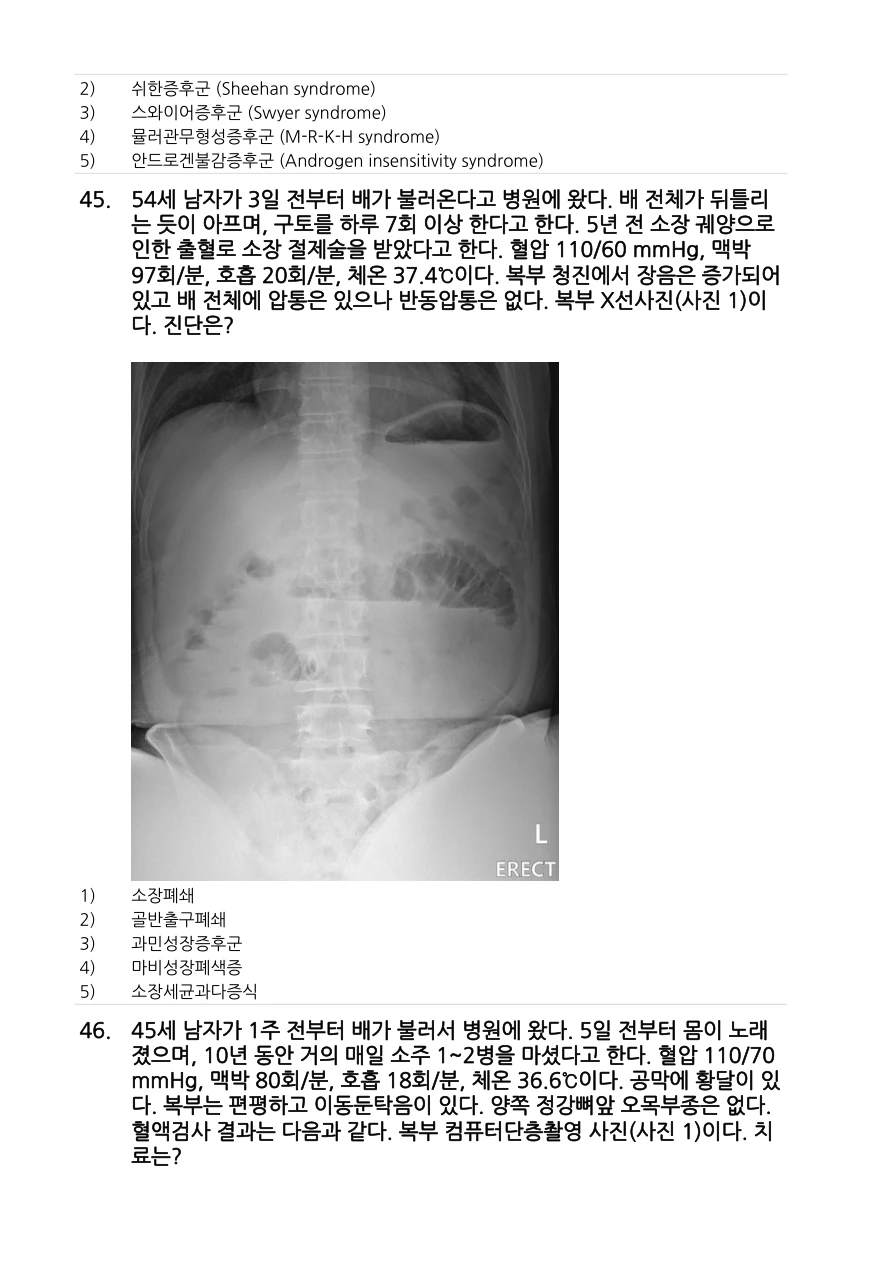 2) 쉬한증후군 (Sheehan syndrome)
3) 스와이어증후군 (Swyer syndrome)
4) 뮬러관무형성증후군 (M-R-K-H syndrome)
5) 안드로겐불감증후군 (Androgen insensitivity syndrome)
45. 54세 남자가 3일 전부터 배가 불러온다고 병원에 왔다. 배 전체가 뒤틀리
는 듯이 아프며, 구토를 하루 7회 이상 한다고 한다. 5년 전 소장 궤양으로
인한 출혈로 소장 절제술을 받았다고 한다. 혈압 110/60 mmHg, 맥박
97회/분, 호흡 20회/분, 체온 37.4℃이다. 복부 청진에서 장음은 증가되어
있고 배 전체에 압통은 있으나 반동압통은 없다. 복부 X선사진(사진 1)이
다. 진단은?
L
ERECT
1) 소장폐쇄
2) 골반출구폐쇄
3) 과민성장증후군
4) 마비성장폐색증
5) 소장세균과다증식
46. 45세 남자가 1주 전부터 배가 불러서 병원에 왔다. 5일 전부터 몸이 노래
졌으며, 10년 동안 거의 매일 소주 1~2병을 마셨다고 한다. 혈압 110/70
mmHg, 맥박 80회/분, 호흡 18회/분, 체온 36.6℃이다. 공막에 황달이 있
다. 복부는 편평하고 이동둔탁음이 있다. 양쪽 정강뼈앞 오목부종은 없다.
혈액검사 결과는 다음과 같다. 복부 컴퓨터단층촬영 사진(사진 1)이다. 치
료는?